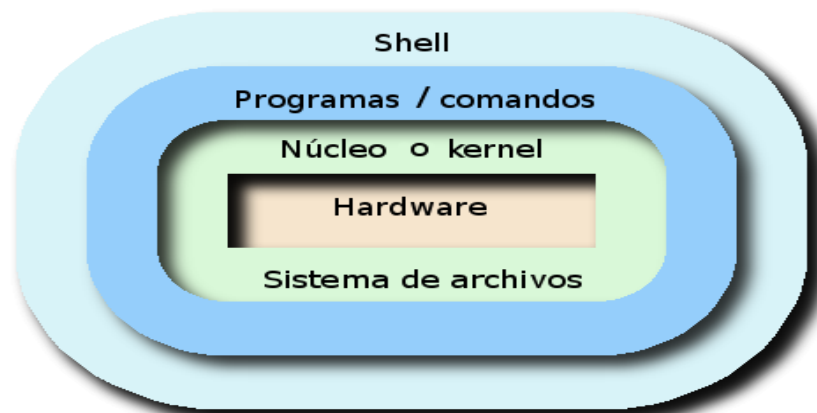 Shell
Programas / comandos
Núcleo o kernel
Hardware
Sistema de archivos